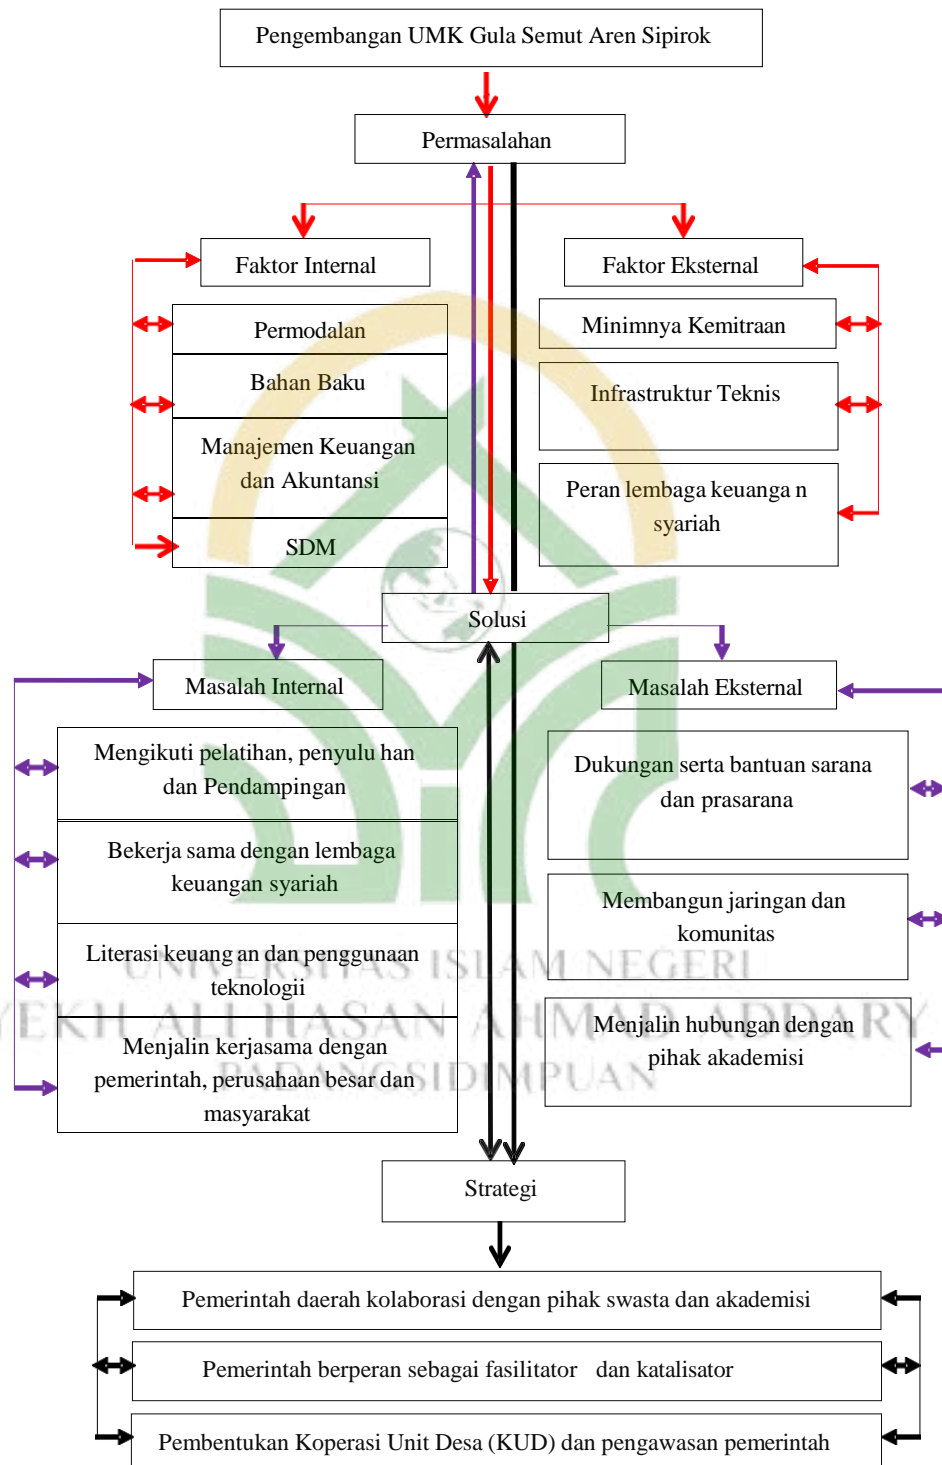 Pengembangan UMK Gula Semut Aren Sipirok
Permasalahan
Faktor Internal
Faktor Eksternal
Permodalan
Bahan Baku
Manajemen Keuangan
dan Akuntansi
SDM
Minimnya Kemitraan
Infrastruktur Teknis
Peran lembaga keuanga n
syariah
Solusi
Masalah Internal
Masalah Eksternal
Mengikuti pelatihan, penyulu han
dan Pendampingan
Bekerja sama dengan lembaga
keuangan syariah
Literasi keuang an dan penggunaan
teknologii
Menjalin kerjasama dengan
pemerintah, perusahaan besar dan
masyarakat
Dukungan serta bantuan sarana
dan prasarana
Membangun jaringan dan
komunitas
Menjalin hubungan dengan
pihak akademisi
UNIVERSITAS ISLAM NEGERI
YEKH ALI HASAN AHMAD ADDARY
PADANGSIDIMPUAN
Strategi
Pemerintah daerah kolaborasi dengan pihak swasta dan akademisi
Pemerintah berperan sebagai fasilitator dan katalisator
Pembentukan Koperasi Unit Desa (KUD) dan pengawasan pemerintah